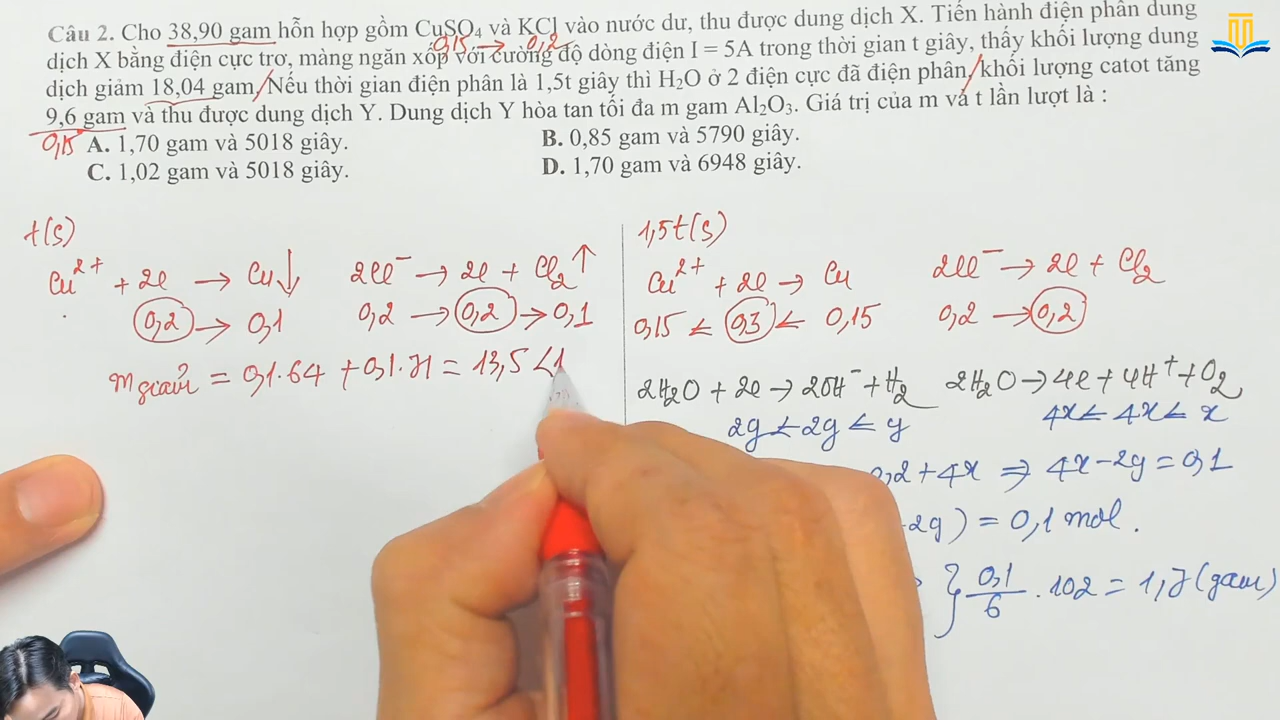 Câu 2. Cho 38,90 gam hỗn hợp gồm CuSO₄ và KCl vào nước dư, thu được dung dịch X. Tiến hành điện phân dung
0,15 → 0,2
dịch X bằng điện cực trơ, màng ngăn xốp với cường độ dòng điện I = 5A trong thời gian t giây, thấy khối lượng dung
dịch giảm 18,04 gam. Nếu thời gian điện phân là 1,5t giây thì H₂O ở 2 điện cực đã điện phân, khối lượng catot tăng
9,6 gam và thu được dung dịch Y. Dung dịch Y hòa tan tối đa m gam Al₂O₃. Giá trị của m và t lần lượt là :
0,15
A. 1,70 gam và 5018 giây.
B. 0,85 gam và 5790 giây.
C. 1,02 gam và 5018 giây.
D. 1,70 gam và 6948 giây.
t(s)
Cu²⁺ + 2e → Cu↓
2Cl⁻ → 2e + Cl₂↑
0,2 → 0,1
0,2 → 0,2 → 0,1
m giảm = 0,1.64 + 0,1.71 = 13,5 < 1
1,5t(s)
Cu²⁺ + 2e → Cu
2Cl⁻ → 2e + Cl₂
0,15 ← 0,3 ← 0,15
0,2 → 0,2
2H₂O + 2e → 2OH⁻ + H₂
2H₂O → 4e + 4H⁺ + O₂
2y ← 2y ← y
4x ← 4x ← x
0,2 + 4x ⇒ 4x - 2y = 0,1
2y) = 0,1 mol.
} 0,1/6 . 102 = 1,7 (gam)